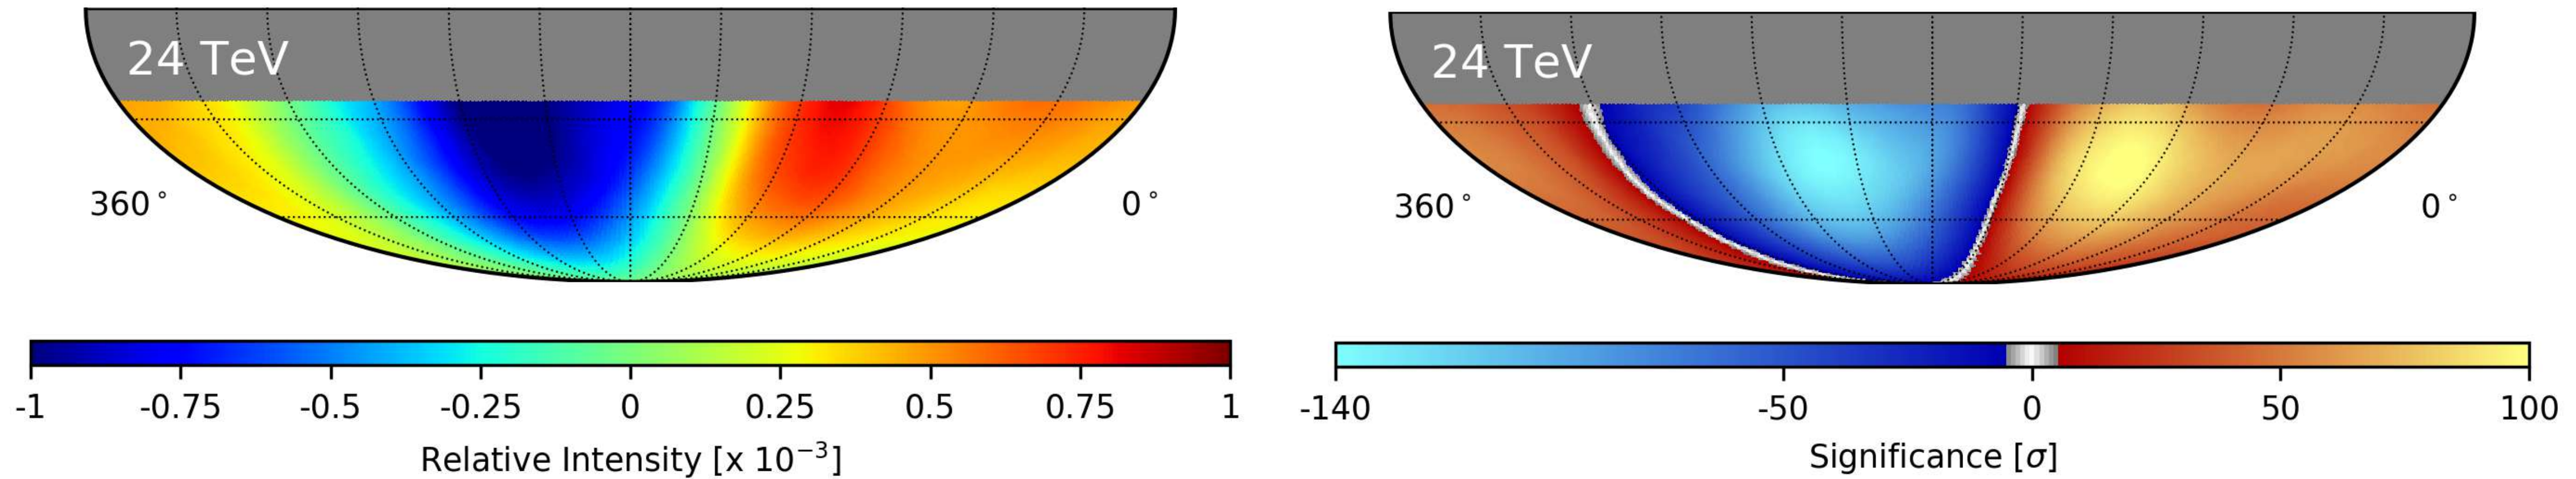 24 TeV
360°
0°
-1 -0.75 -0.5 -0.25 0 0.25 0.5 0.75 1
Relative Intensity [x 10⁻³]
24 TeV
360°
0°
-140 -50 0 50 100
Significance [σ]